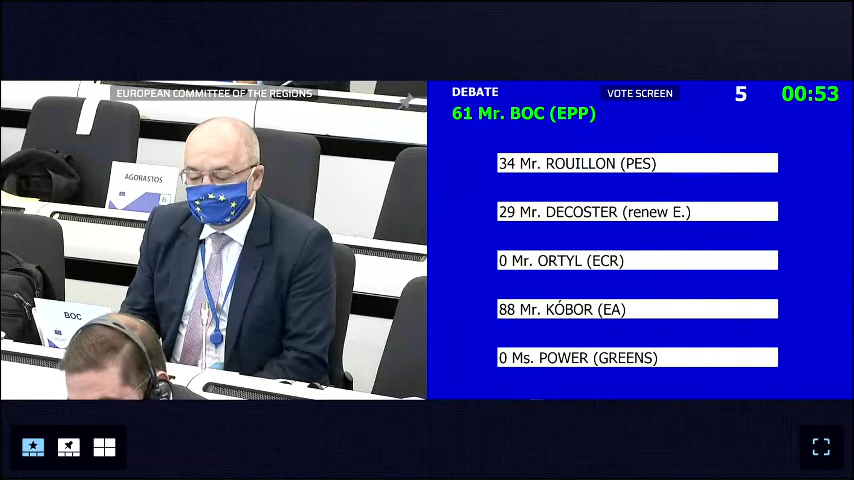 EUROPEAN COMMITTEE OF THE REGIONS
AGORASTOS
BOC
DEBATE
VOTE SCREEN
5
00:53
61 Mr. BOC (EPP)
34 Mr. ROUILLON (PES)
29 Mr. DECOSTER (renew E.)
0 Mr. ORTYL (ECR)
88 Mr. KÓBOR (EA)
0 Ms. POWER (GREENS)